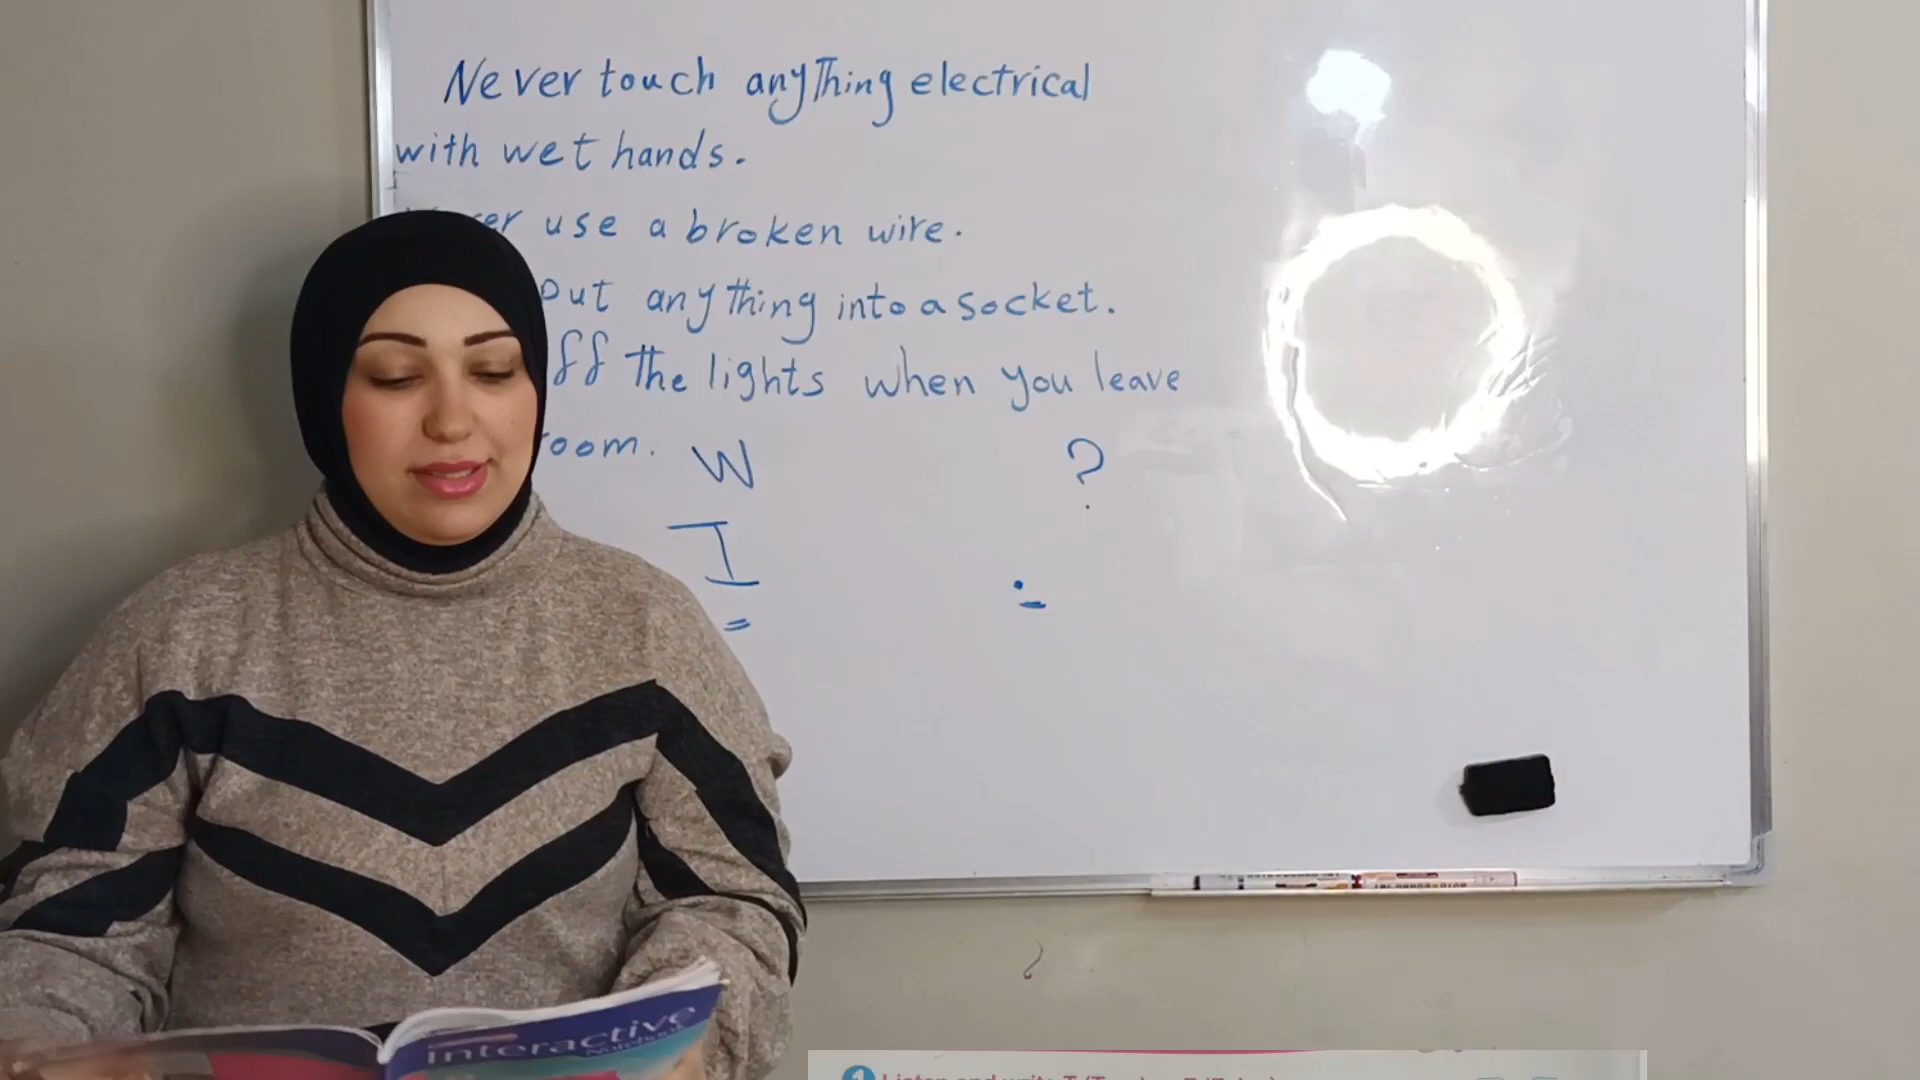 Never touch anything electrical
with wet hands.
use a broken wire.
anything into a socket.
the lights when you leave
W ?
I .
interactive
Notebook